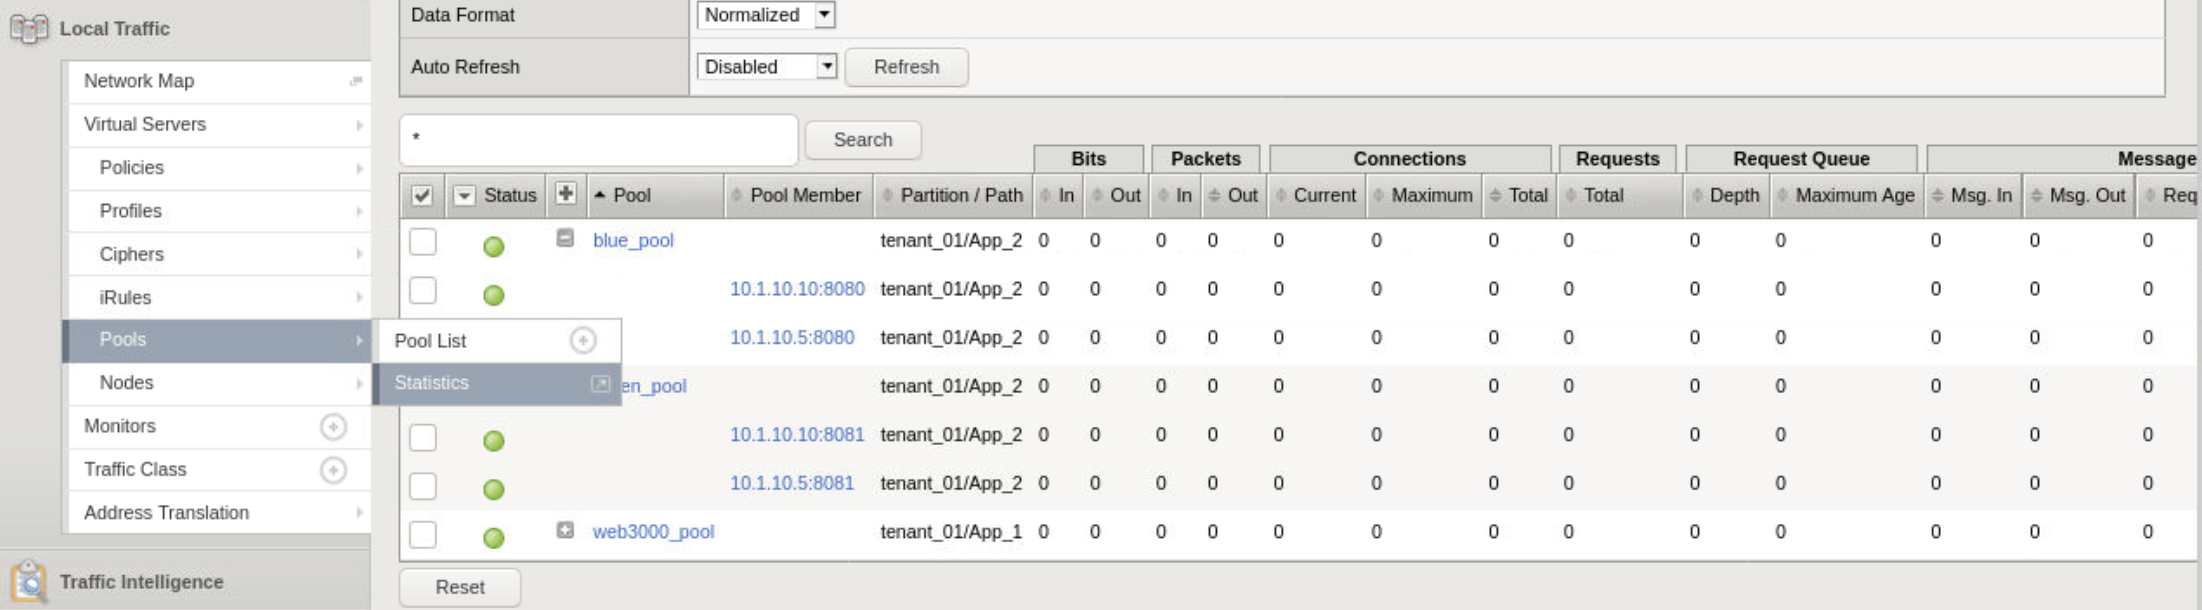 Local Traffic
Network Map
Virtual Servers
Policies
Profiles
Ciphers
iRules
Pools
Nodes
Monitors
Traffic Class
Address Translation
Traffic Intelligence
Pool List
Statistics
Data Format Normalized
Auto Refresh Disabled Refresh
* Search
Bits Packets Connections Requests Request Queue Message
Status Pool Pool Member Partition / Path In Out In Out Current Maximum Total Total Depth Maximum Age Msg. In Msg. Out Req
blue_pool tenant_01/App_2 0 0 0 0 0 0 0 0 0 0 0 0 0
10.1.10.10:8080 tenant_01/App_2 0 0 0 0 0 0 0 0 0 0 0 0 0
10.1.10.5:8080 tenant_01/App_2 0 0 0 0 0 0 0 0 0 0 0 0 0
en_pool tenant_01/App_2 0 0 0 0 0 0 0 0 0 0 0 0 0
10.1.10.10:8081 tenant_01/App_2 0 0 0 0 0 0 0 0 0 0 0 0 0
10.1.10.5:8081 tenant_01/App_2 0 0 0 0 0 0 0 0 0 0 0 0 0
web3000_pool tenant_01/App_1 0 0 0 0 0 0 0 0 0 0 0 0 0
Reset